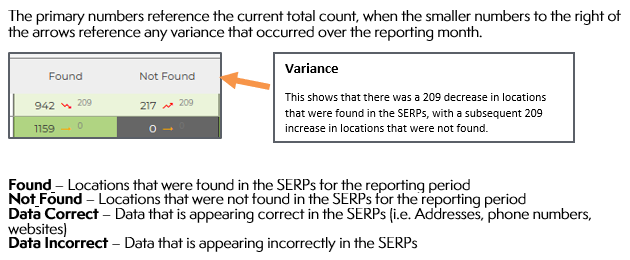 The primary numbers reference the current total count, when the smaller numbers to the right of
the arrows reference any variance that occurred over the reporting month.
Found Not Found
942 209 217 209
1159 0 0 0
Variance
This shows that there was a 209 decrease in locations
that were found in the SERPs, with a subsequent 209
increase in locations that were not found.
Found – Locations that were found in the SERPs for the reporting period
Not Found – Locations that were not found in the SERPs for the reporting period
Data Correct – Data that is appearing correct in the SERPs (i.e. Addresses, phone numbers,
websites)
Data Incorrect – Data that is appearing incorrectly in the SERPs